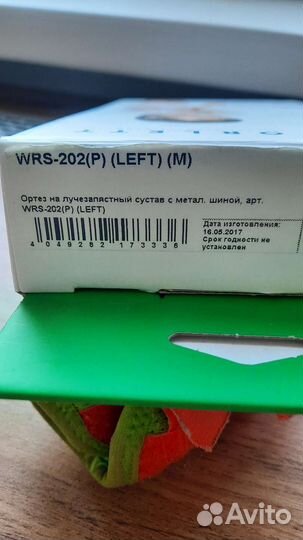 ORLETT
WRS-202(P) (LEFT) (M)
Ортез на лучезапястный сустав с метал. шиной, арт.
WRS-202(P) (LEFT)
4 049282 173336
Дата изготовления:
16.05.2017
Срок годности не
установлен
Avito